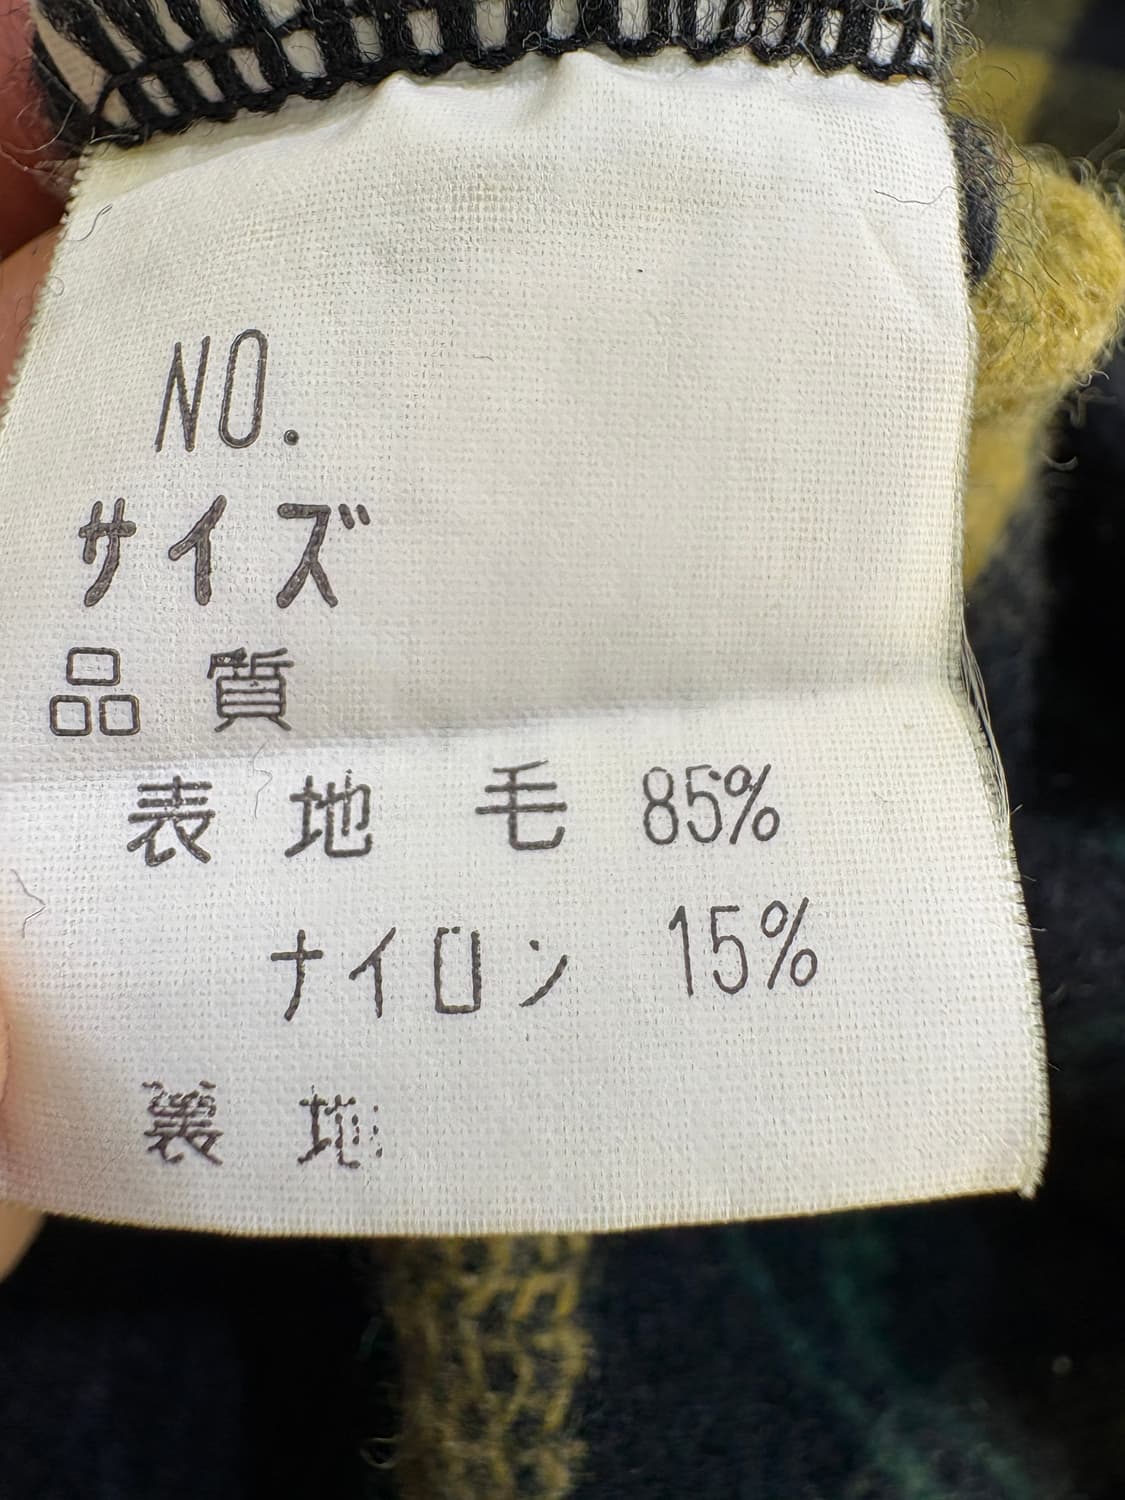 NO.
サイズ
品質
表地 毛 85%
ナイロン 15%
裏地